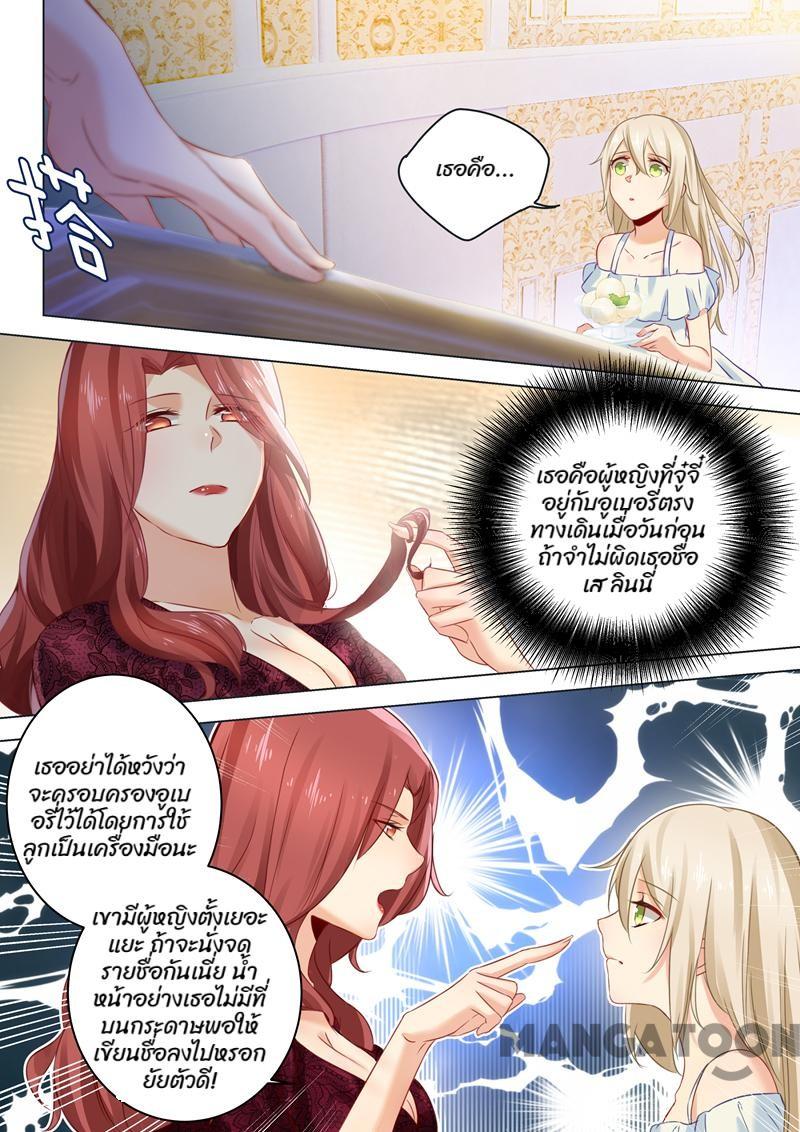 เธอคือ...
搭
เธอคือผู้หญิงที่จู๋จี๋
อยู่กับอูเบอรีตรง
ทางเดินเมื่อวันก่อน
ถ้าจำไม่ผิดเธอชื่อ
เส ลินนี่
เธออย่าได้หวังว่า
จะครอบครองอูเบ
อรีไว้ได้โดยการใช้
ลูกเป็นเครื่องมือนะ
เขามีผู้หญิงตั้งเยอะ
แยะ ถ้าจะนั่งจด
รายชื่อกันเนี่ย น้ำ
หน้าอย่างเธอไม่มีที่
บนกระดาษพอให้
เขียนชื่อลงไปหรอก
ยัยตัวดี!
MANGATOON